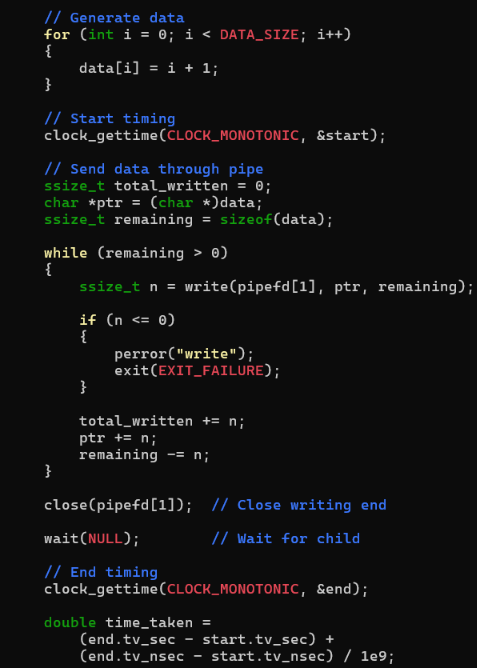 // Generate data
for (int i = 0; i < DATA_SIZE; i++)
{
    data[i] = i + 1;
}

// Start timing
clock_gettime(CLOCK_MONOTONIC, &start);

// Send data through pipe
ssize_t total_written = 0;
char *ptr = (char *)data;
ssize_t remaining = sizeof(data);

while (remaining > 0)
{
    ssize_t n = write(pipefd[1], ptr, remaining);

    if (n <= 0)
    {
        perror("write");
        exit(EXIT_FAILURE);
    }

    total_written += n;
    ptr += n;
    remaining -= n;
}

close(pipefd[1]);  // Close writing end

wait(NULL);        // Wait for child

// End timing
clock_gettime(CLOCK_MONOTONIC, &end);

double time_taken =
    (end.tv_sec - start.tv_sec) +
    (end.tv_nsec - start.tv_nsec) / 1e9;